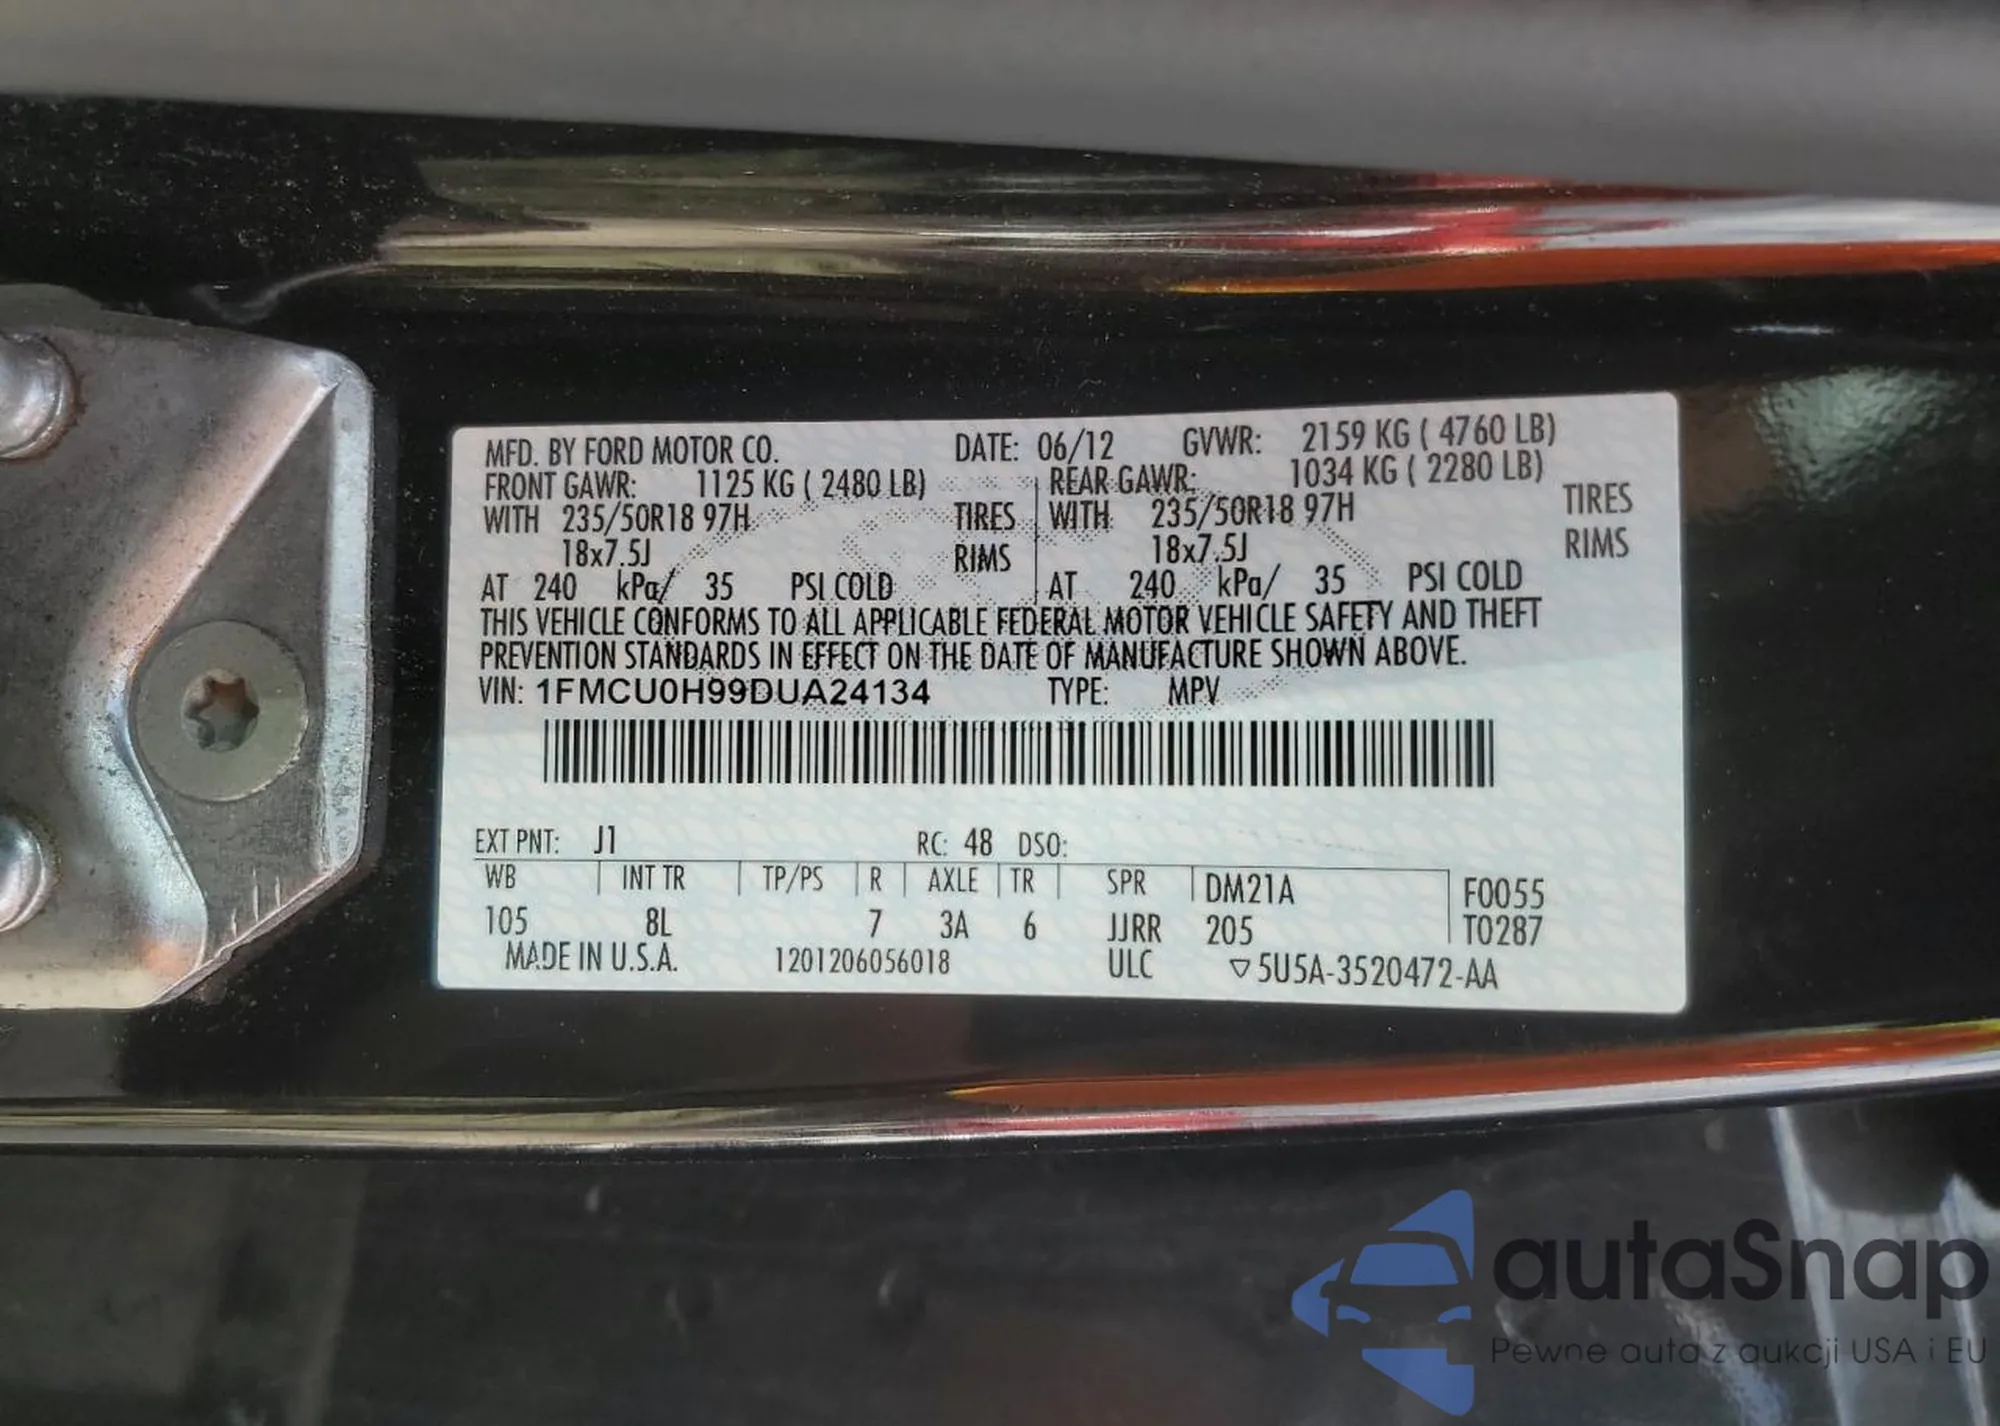 MFD. BY FORD MOTOR CO. DATE: 06/12 GVWR: 2159 KG ( 4760 LB)
FRONT GAWR: 1125 KG ( 2480 LB) REAR GAWR: 1034 KG ( 2280 LB)
WITH 235/50R18 97H TIRES WITH 235/50R18 97H TIRES
18x7.5J RIMS 18x7.5J RIMS
AT 240 kPa/ 35 PSI COLD AT 240 kPa/ 35 PSI COLD
THIS VEHICLE CONFORMS TO ALL APPLICABLE FEDERAL MOTOR VEHICLE SAFETY AND THEFT
PREVENTION STANDARDS IN EFFECT ON THE DATE OF MANUFACTURE SHOWN ABOVE.
VIN: 1FMCU0H99DUA24134 TYPE: MPV
EXT PNT: J1 RC: 48 DSO:
WB INT TR TP/PS R AXLE TR SPR DM21A F0055
105 8L 7 3A 6 JJRR 205 T0287
MADE IN U.S.A. 1201206056018 ULC ▽5U5A-3520472-AA
autaSnap
Pewne auta z aukcji USA i EU